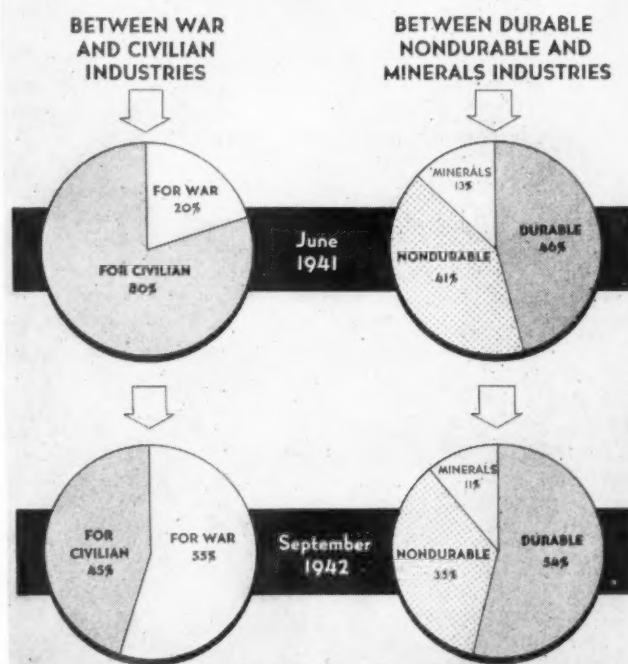 BETWEEN WAR
AND CIVILIAN
INDUSTRIES
BETWEEN DURABLE
NONDURABLE AND
MINERALS INDUSTRIES
FOR WAR
20%
FOR CIVILIAN
80%
June
1941
MINERALS
13%
DURABLE
46%
NONDURABLE
41%
FOR
CIVILIAN
45%
FOR WAR
55%
September
1942
MINERALS
11%
NONDURABLE
35%
DURABLE
54%